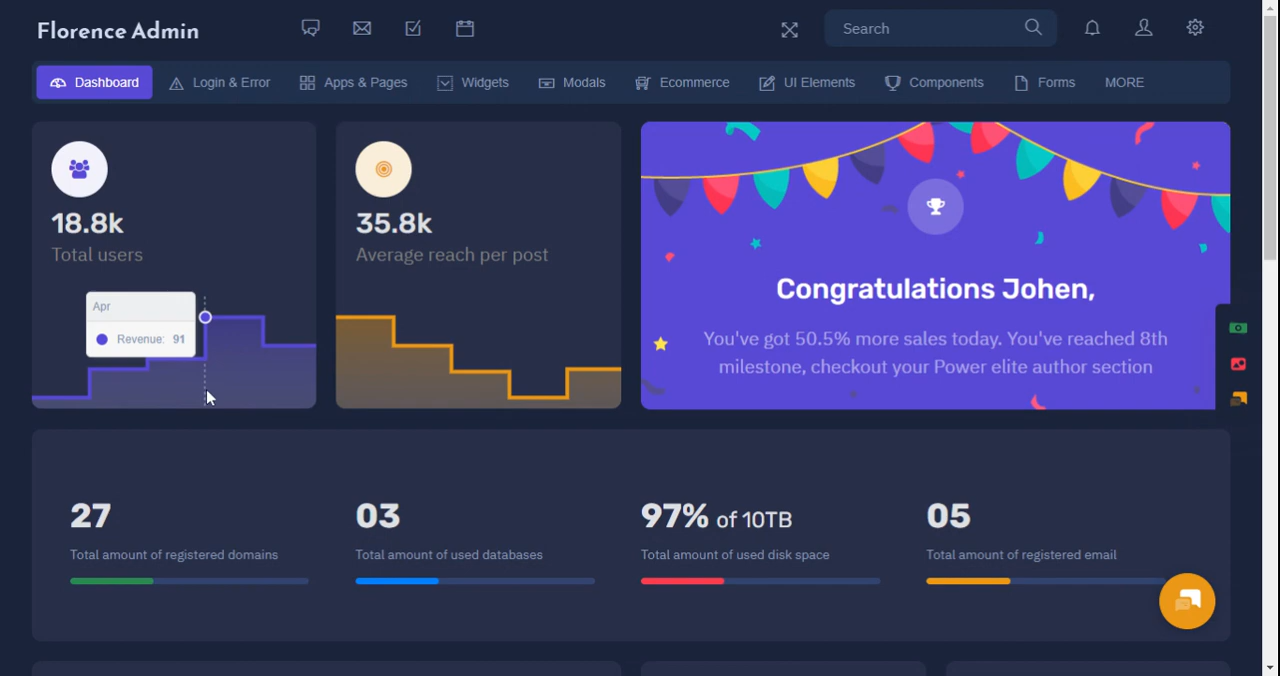 Florence Admin
Search
Dashboard
Login & Error
Apps & Pages
Widgets
Modals
Ecommerce
UI Elements
Components
Forms
MORE
18.8k
Total users
Apr
Revenue: 91
35.8k
Average reach per post
Congratulations Johen,
You've got 50.5% more sales today. You've reached 8th
milestone, checkout your Power elite author section
27
Total amount of registered domains
03
Total amount of used databases
97% of 10TB
Total amount of used disk space
05
Total amount of registered email